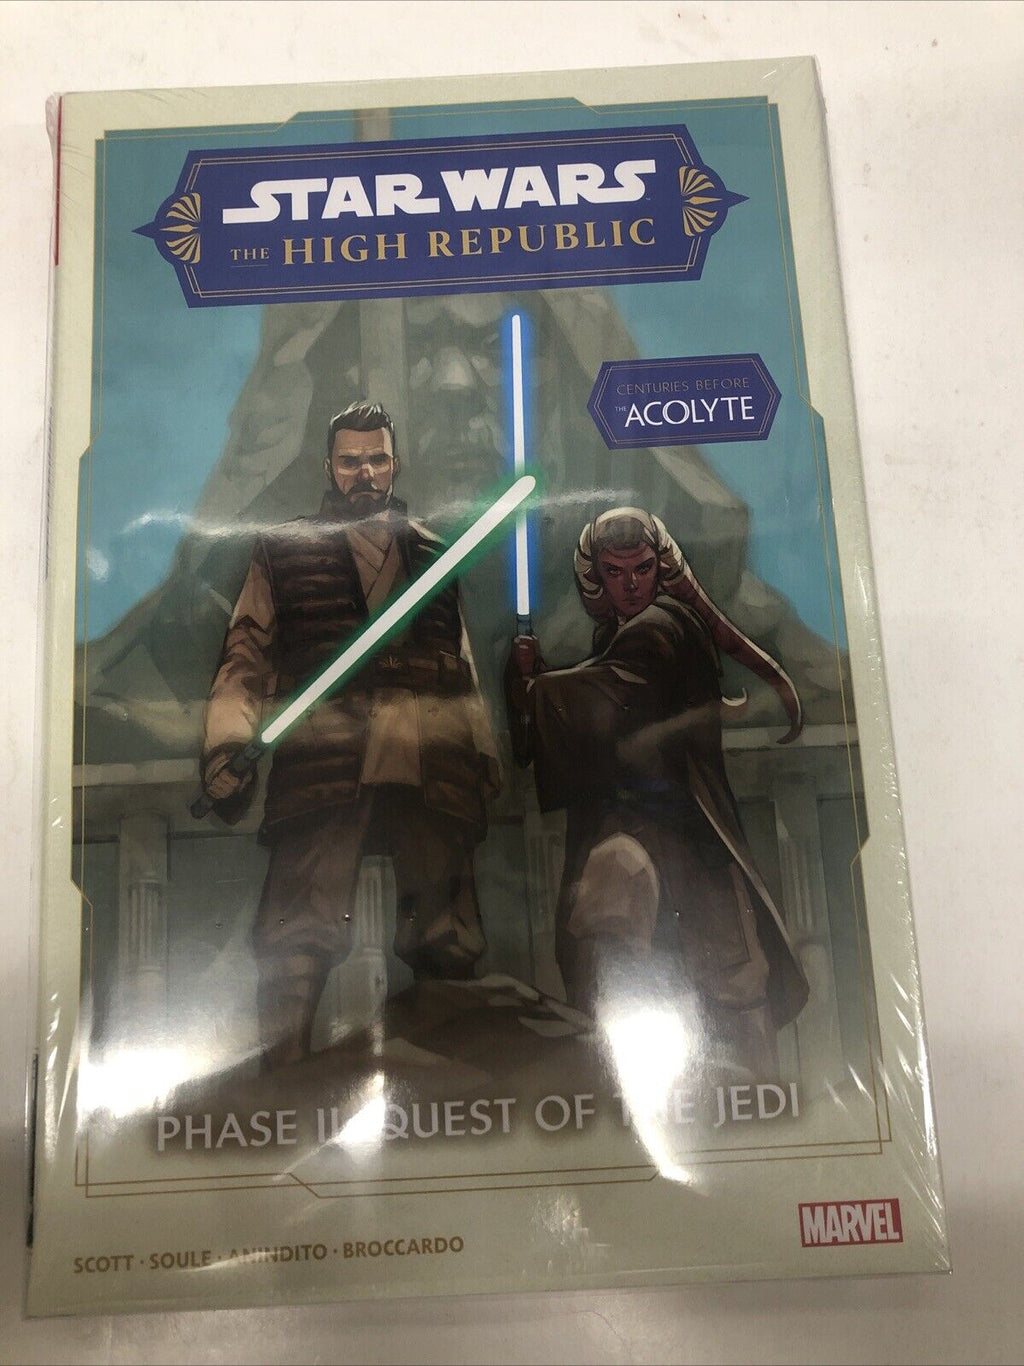 STAR WARS
THE HIGH REPUBLIC
CENTURIES BEFORE
THE ACOLYTE
PHASE II QUEST OF THE JEDI
MARVEL
SCOTT · SOULE · ANINDITO · BROCCARDO